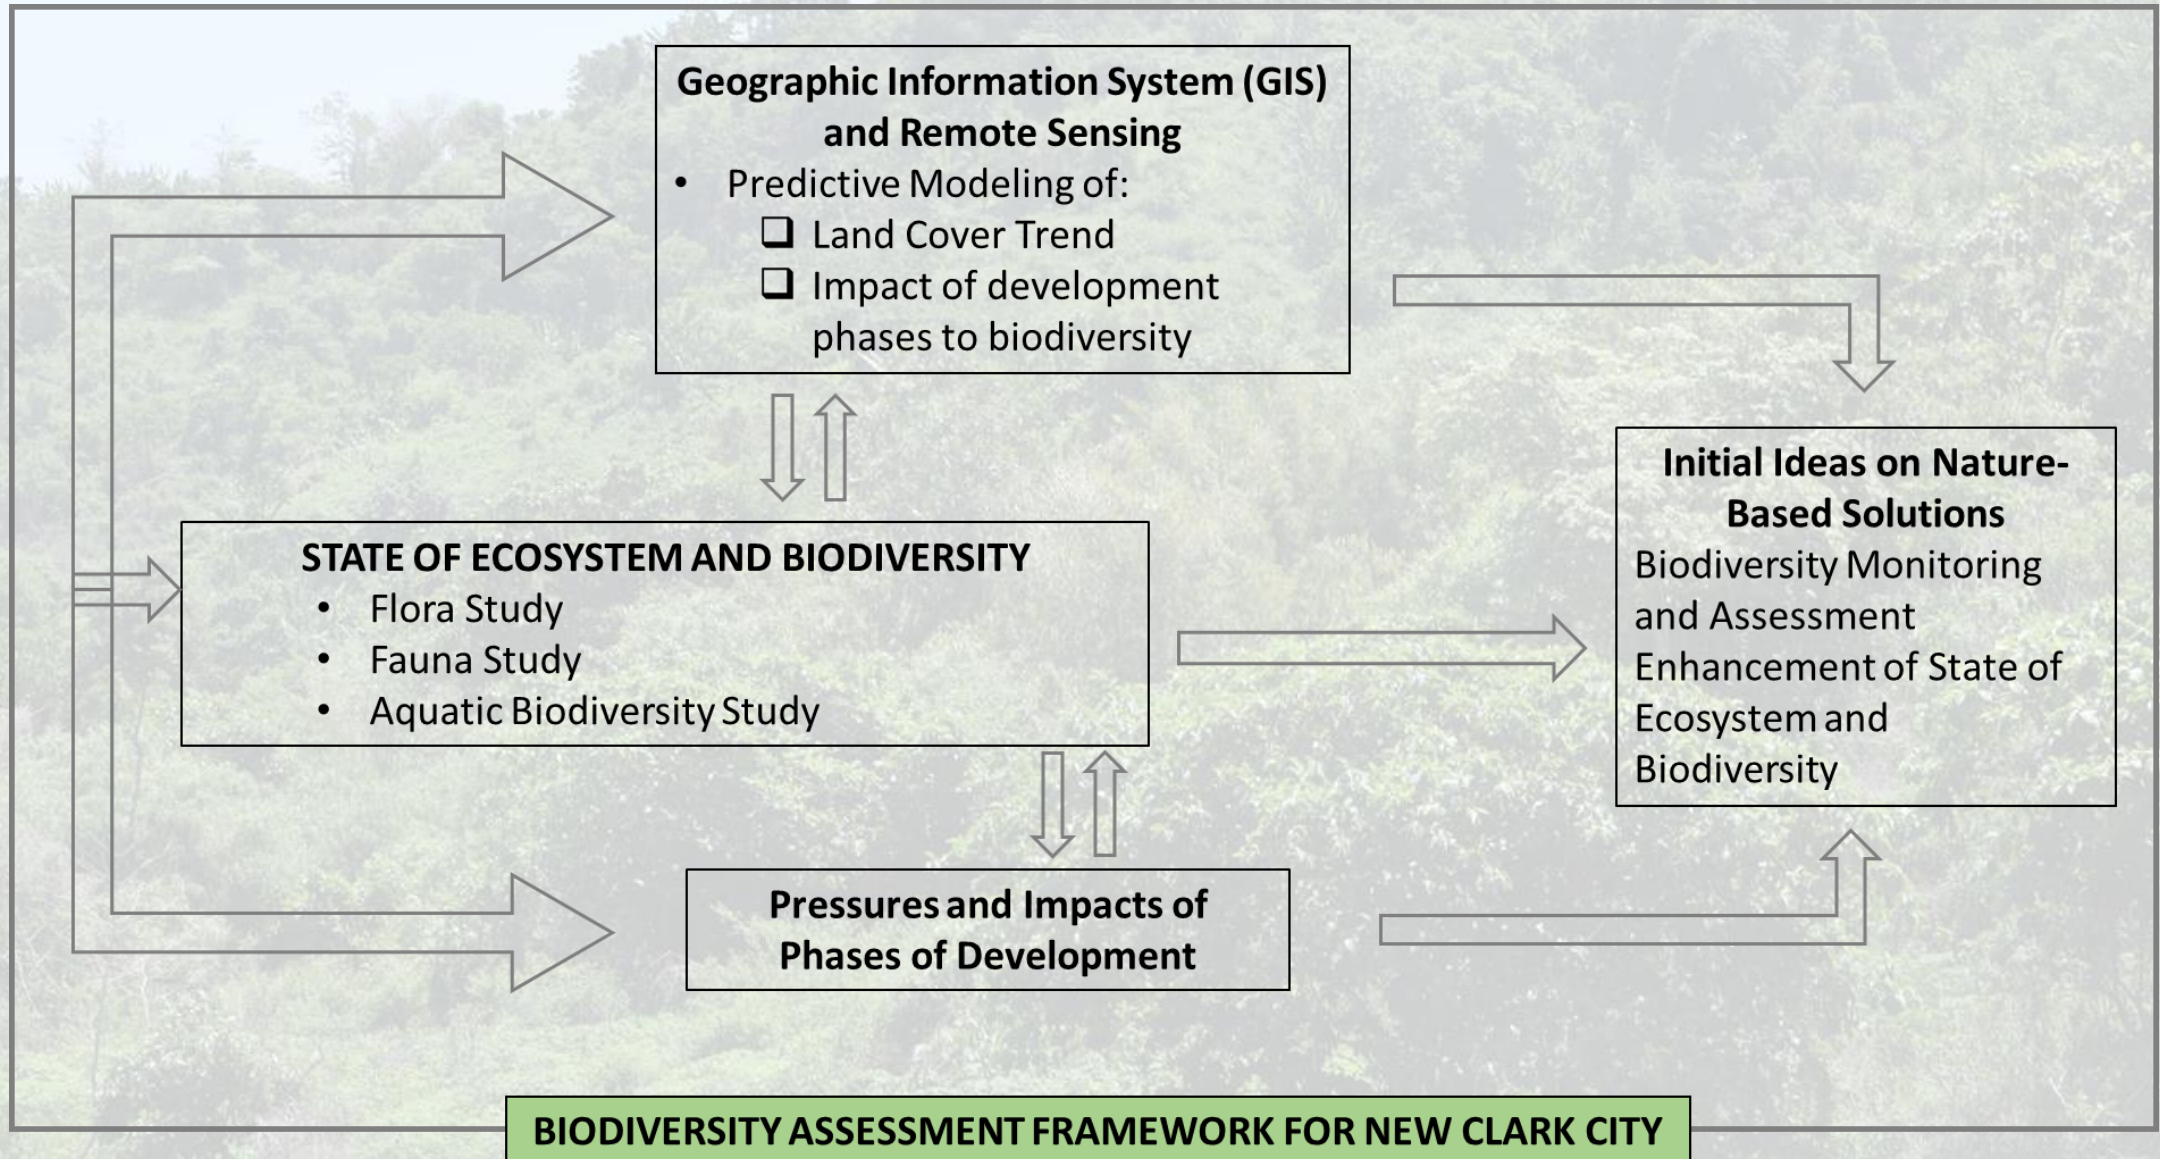 Geographic Information System (GIS)
and Remote Sensing
• Predictive Modeling of:
❑ Land Cover Trend
❑ Impact of development
phases to biodiversity
STATE OF ECOSYSTEM AND BIODIVERSITY
• Flora Study
• Fauna Study
• Aquatic Biodiversity Study
Initial Ideas on Nature-
Based Solutions
Biodiversity Monitoring
and Assessment
Enhancement of State of
Ecosystem and
Biodiversity
Pressures and Impacts of
Phases of Development
BIODIVERSITY ASSESSMENT FRAMEWORK FOR NEW CLARK CITY